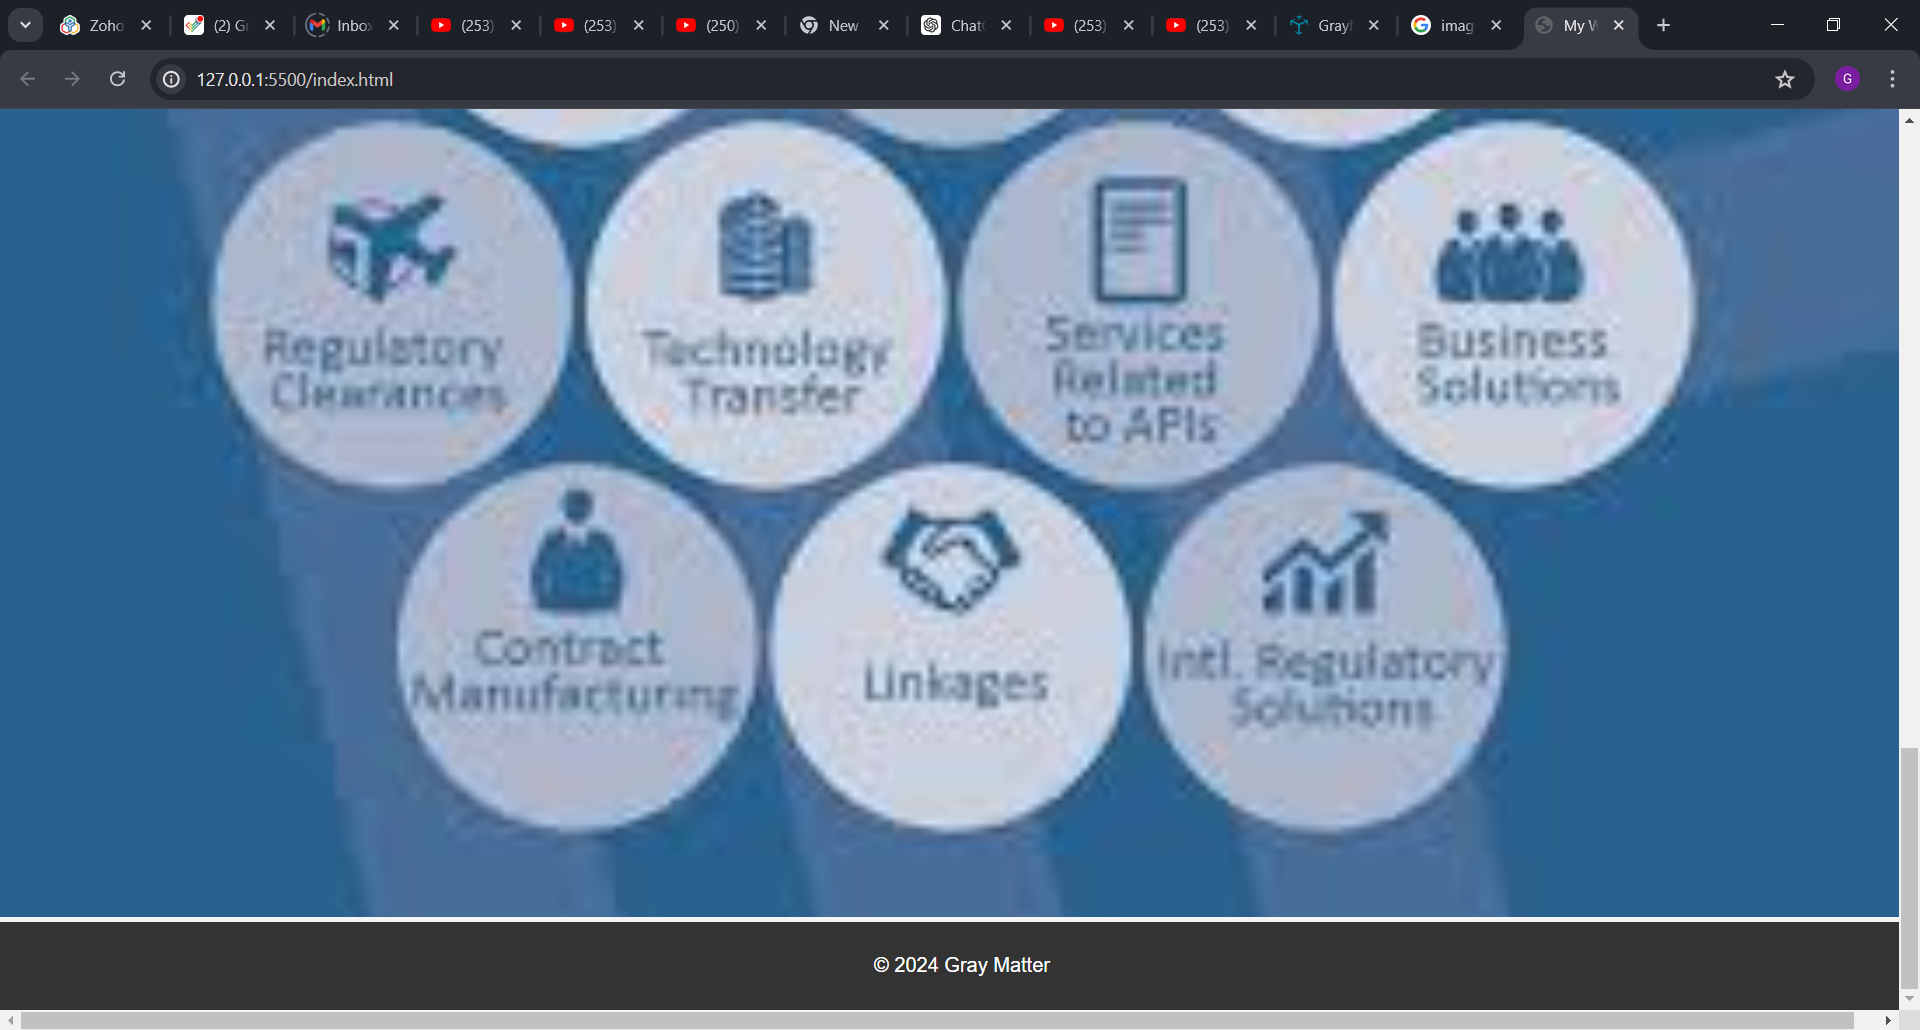 Zoho
(2) G
Inbo
(253)
(253)
(250)
New
Chat
(253)
(253)
Gray
imag
My W
127.0.0.1:5500/index.html
G
Regulatory
Clearances
Technology
Transfer
Services
Related
to APIs
Business
Solutions
Contract
Manufacturing
Linkages
Intl. Regulatory
Solutions
© 2024 Gray Matter